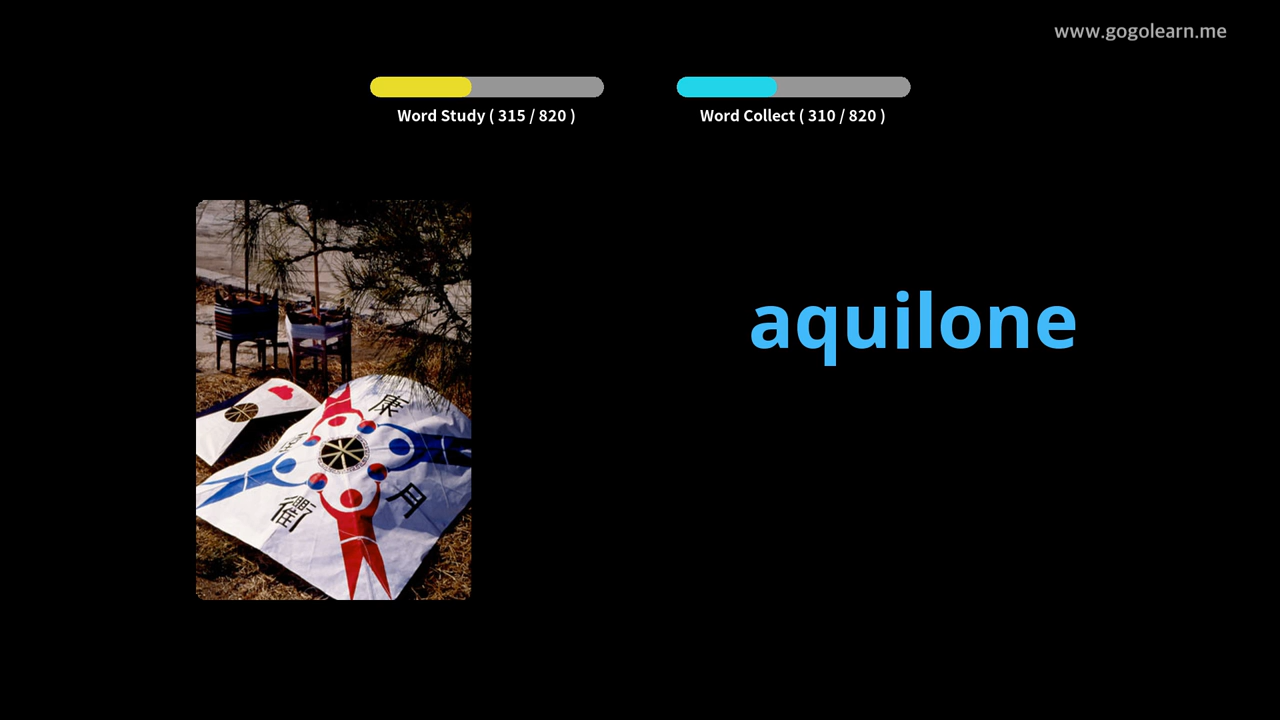 www.gogolearn.me
Word Study ( 315 / 820 )
Word Collect ( 310 / 820 )
aquilone
康
月
衛